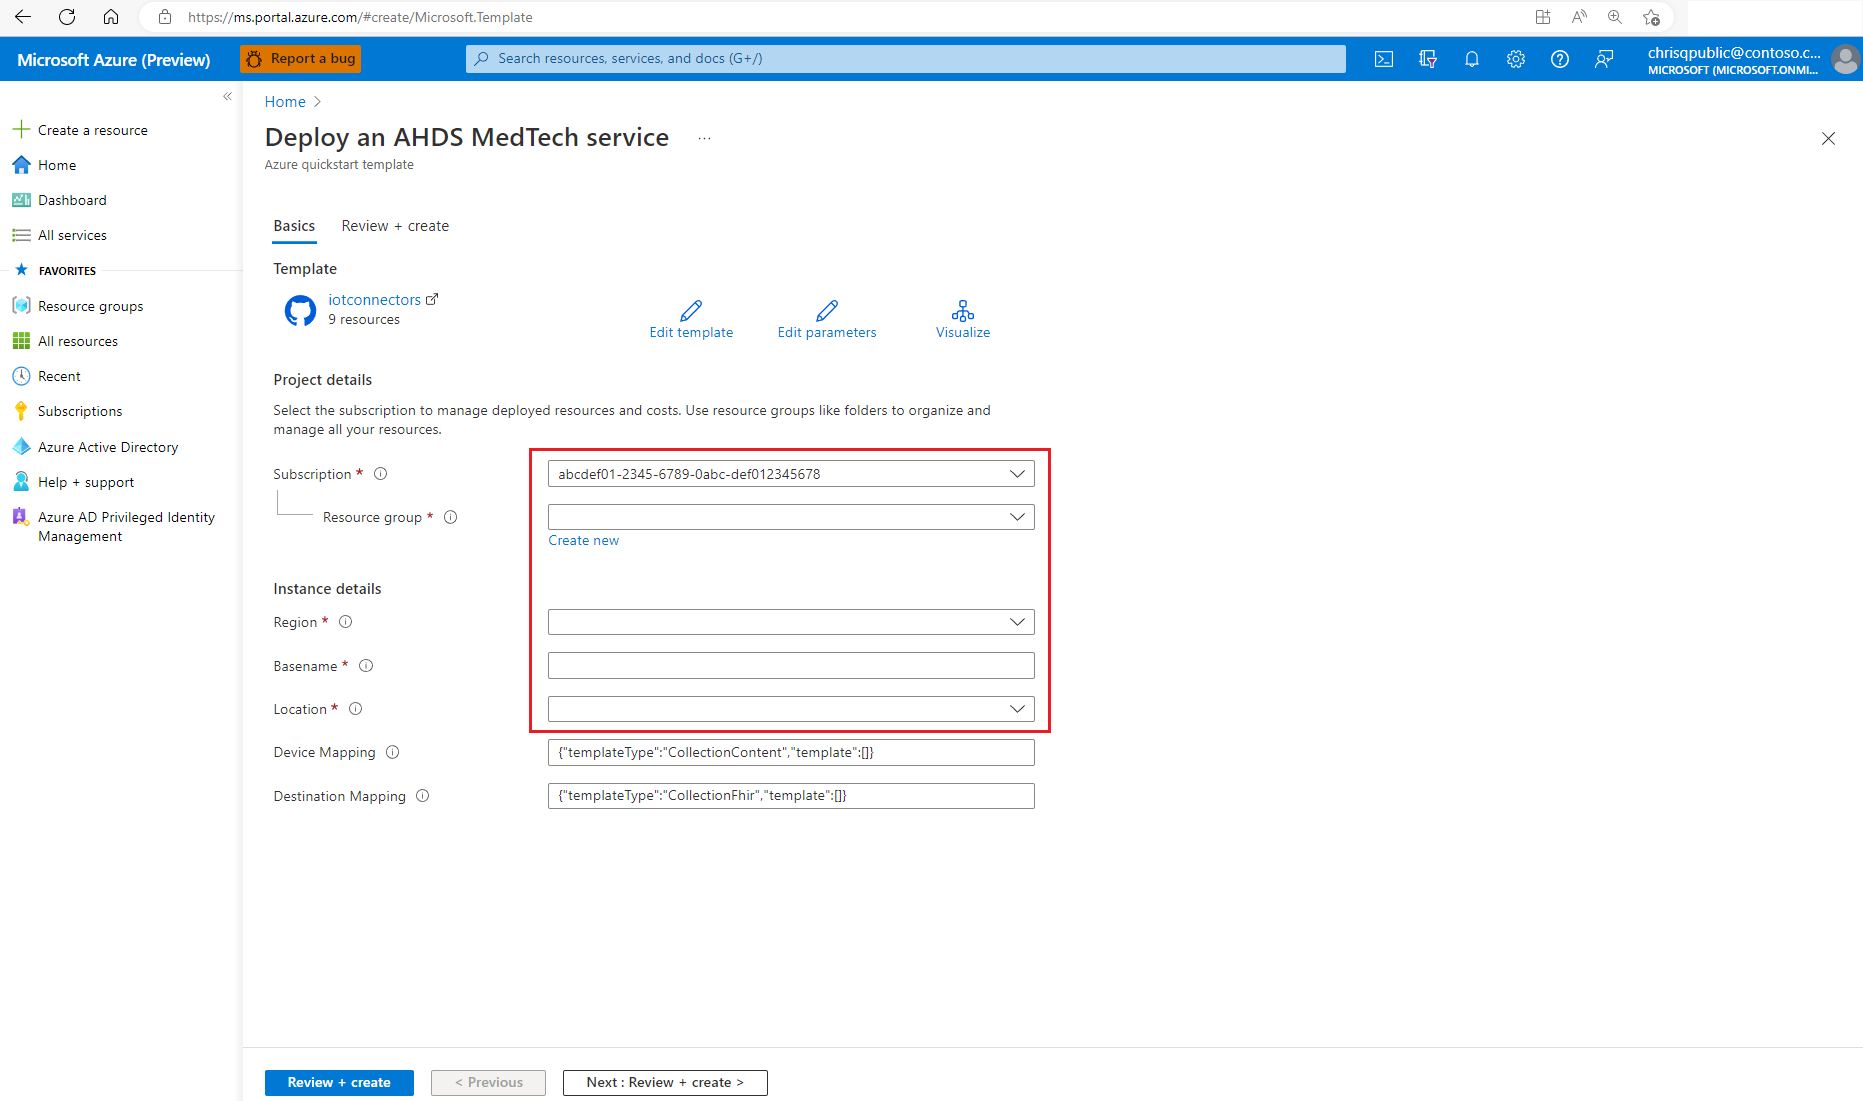 https://ms.portal.azure.com/#create/Microsoft.Template
Microsoft Azure (Preview)
Report a bug
Search resources, services, and docs (G+/)
chrisqpublic@contoso.c...
MICROSOFT (MICROSOFT.ONMI...
Create a resource
Home
Dashboard
All services
FAVORITES
Resource groups
All resources
Recent
Subscriptions
Azure Active Directory
Help + support
Azure AD Privileged Identity
Management
Home >
Deploy an AHDS MedTech service ...
Azure quickstart template
Basics
Review + create
Template
iotconnectors
9 resources
Edit template
Edit parameters
Visualize
Project details
Select the subscription to manage deployed resources and costs. Use resource groups like folders to organize and
manage all your resources.
Subscription *
abcdef01-2345-6789-0abc-def012345678
Resource group *
Create new
Instance details
Region *
Basename *
Location *
Device Mapping
{"templateType":"CollectionContent","template":[]}
Destination Mapping
{"templateType":"CollectionFhir","template":[]}
Review + create
< Previous
Next : Review + create >